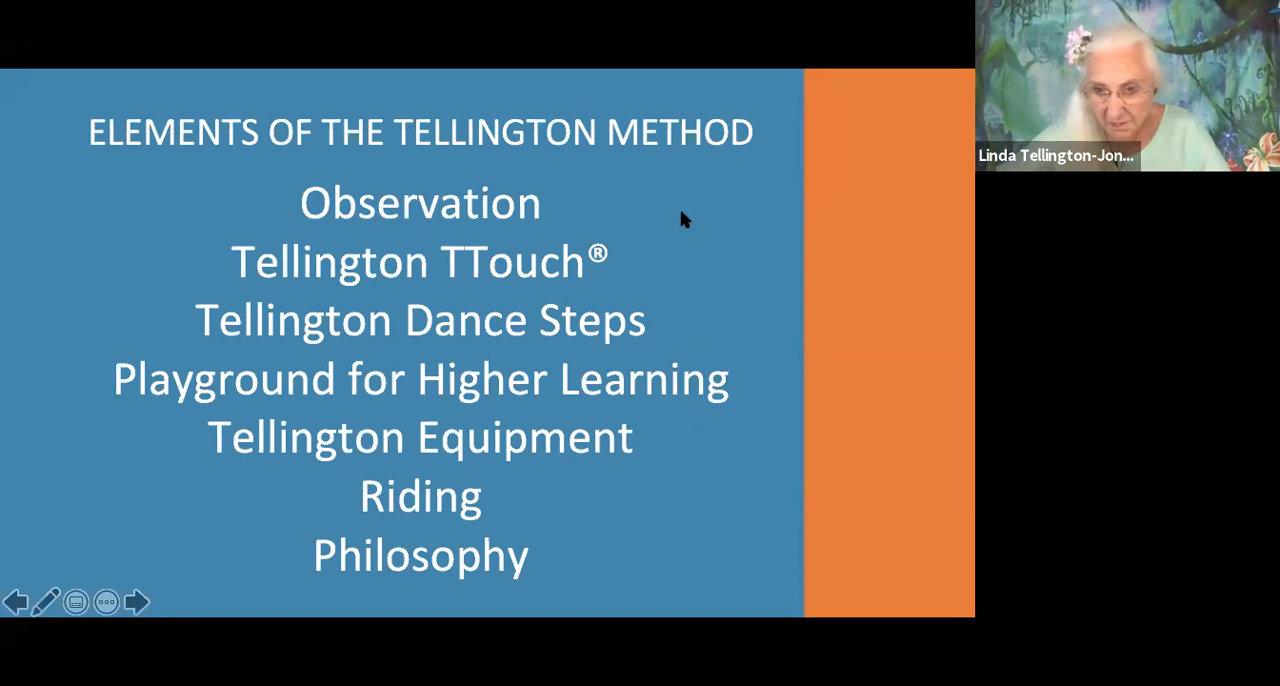 ELEMENTS OF THE TELLINGTON METHOD
Observation
Tellington TTouch®
Tellington Dance Steps
Playground for Higher Learning
Tellington Equipment
Riding
Philosophy
Linda Tellington-Jon...